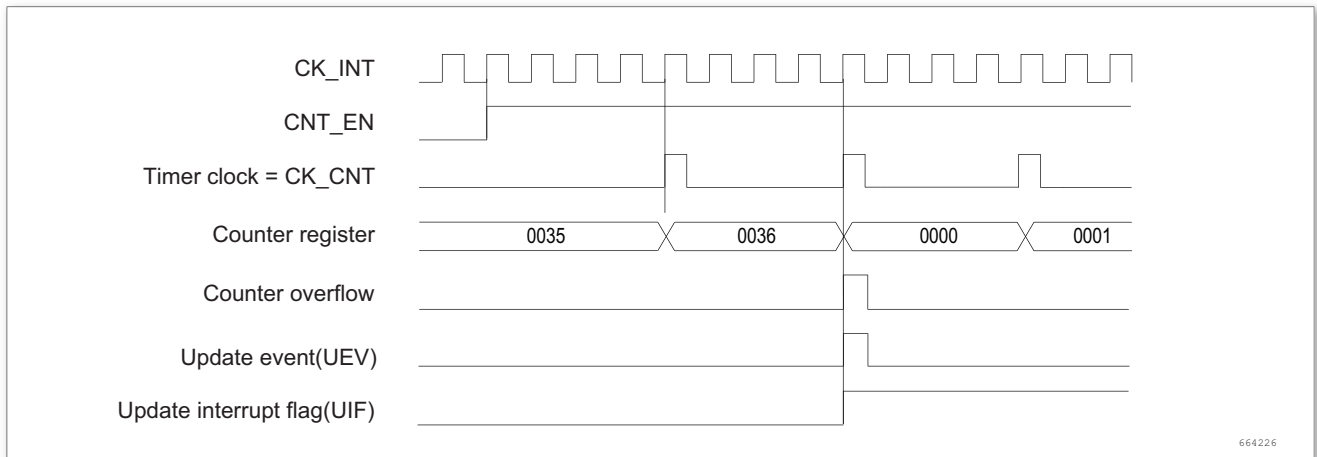 CK_INT
CNT_EN
Timer clock = CK_CNT
Counter register 0035 0036 0000 0001
Counter overflow
Update event(UEV)
Update interrupt flag(UIF)
664226